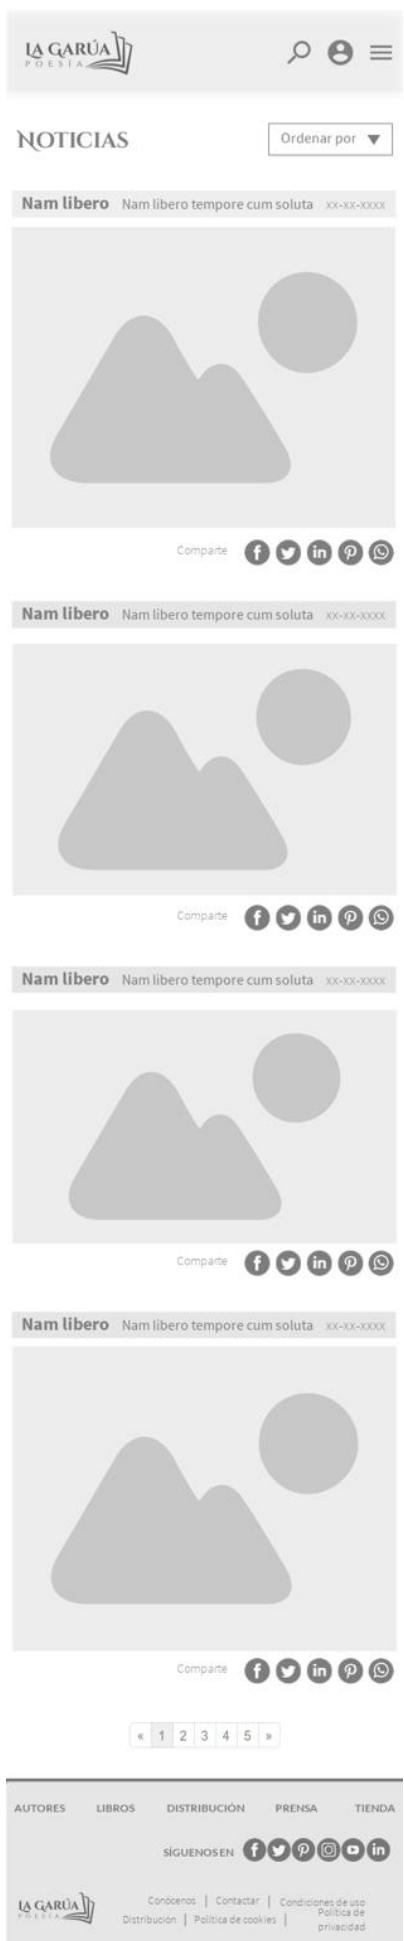 LA GARÚA
POESÍA
NOTICIAS
Ordenar por
Nam libero Nam libero tempore cum soluta xx-xx-xxxx
Comparte
Nam libero Nam libero tempore cum soluta xx-xx-xxxx
Comparte
Nam libero Nam libero tempore cum soluta xx-xx-xxxx
Comparte
Nam libero Nam libero tempore cum soluta xx-xx-xxxx
Comparte
« 1 2 3 4 5 »
AUTORES LIBROS DISTRIBUCIÓN PRENSA TIENDA
SÍGUENOS EN
LA GARÚA
POESÍA
Conócenos | Contactar | Condiciones de uso
Distribución | Política de cookies | Política de
privacidad